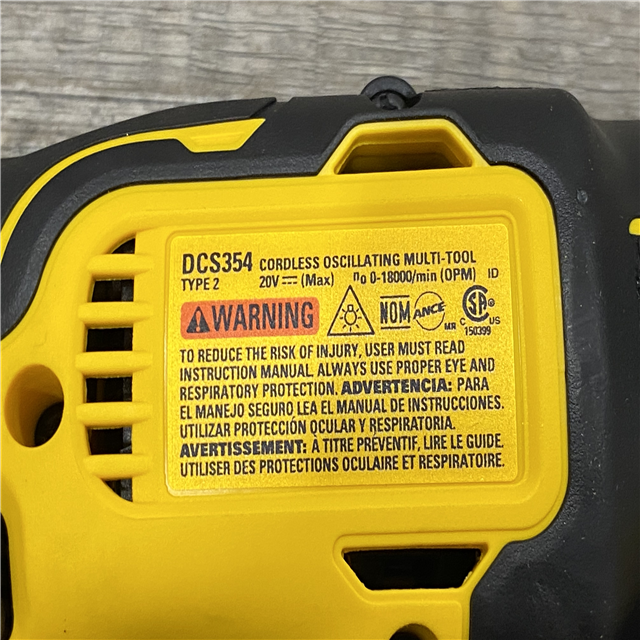 DCS354 CORDLESS OSCILLATING MULTI-TOOL
TYPE 2 20V ⎓ (Max) n₀ 0-18000/min (OPM) ID
WARNING NOM ANCE MR C SA ® US
150399
TO REDUCE THE RISK OF INJURY, USER MUST READ
INSTRUCTION MANUAL. ALWAYS USE PROPER EYE AND
RESPIRATORY PROTECTION. ADVERTENCIA: PARA
EL MANEJO SEGURO LEA EL MANUAL DE INSTRUCCIONES.
UTILIZAR PROTECCIÓN OCULAR Y RESPIRATORIA.
AVERTISSEMENT: À TITRE PRÉVENTIF, LIRE LE GUIDE.
UTILISER DES PROTECTIONS OCULAIRE ET RESPIRATOIRE.